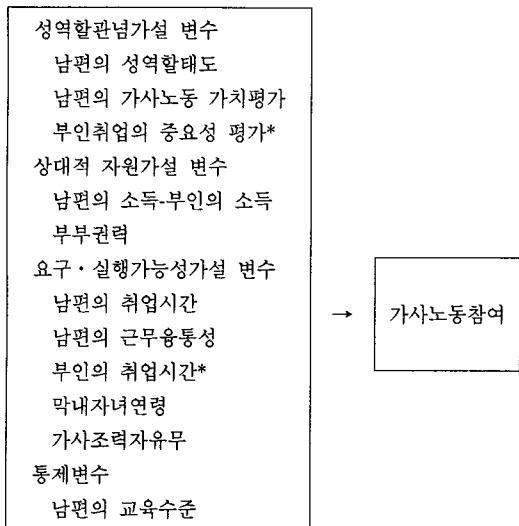 성역할관념가설 변수
남편의 성역할태도
남편의 가사노동 가치평가
부인취업의 중요성 평가*
상대적 자원가설 변수
남편의 소득-부인의 소득
부부권력
요구·실행가능성가설 변수
남편의 취업시간
남편의 근무융통성
→ 가사노동참여
부인의 취업시간*
막내자녀연령
가사조력자유무
통제변수
남편의 교육수준